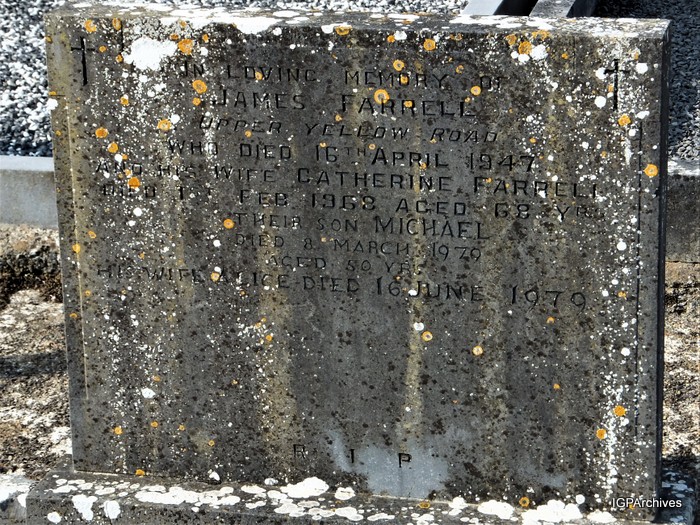 IN LOVING MEMORY OF
JAMES FARRELL
UPPER YELLOW ROAD
WHO DIED 16TH APRIL 1947
AND HIS WIFE CATHERINE FARRELL
DIED FEB 1968 AGED 68 YRS
THEIR SON MICHAEL
DIED 8 MARCH 1979
AGED 50 YRS
HIS WIFE ALICE DIED 16 JUNE 1979
R I P
IGPArchives